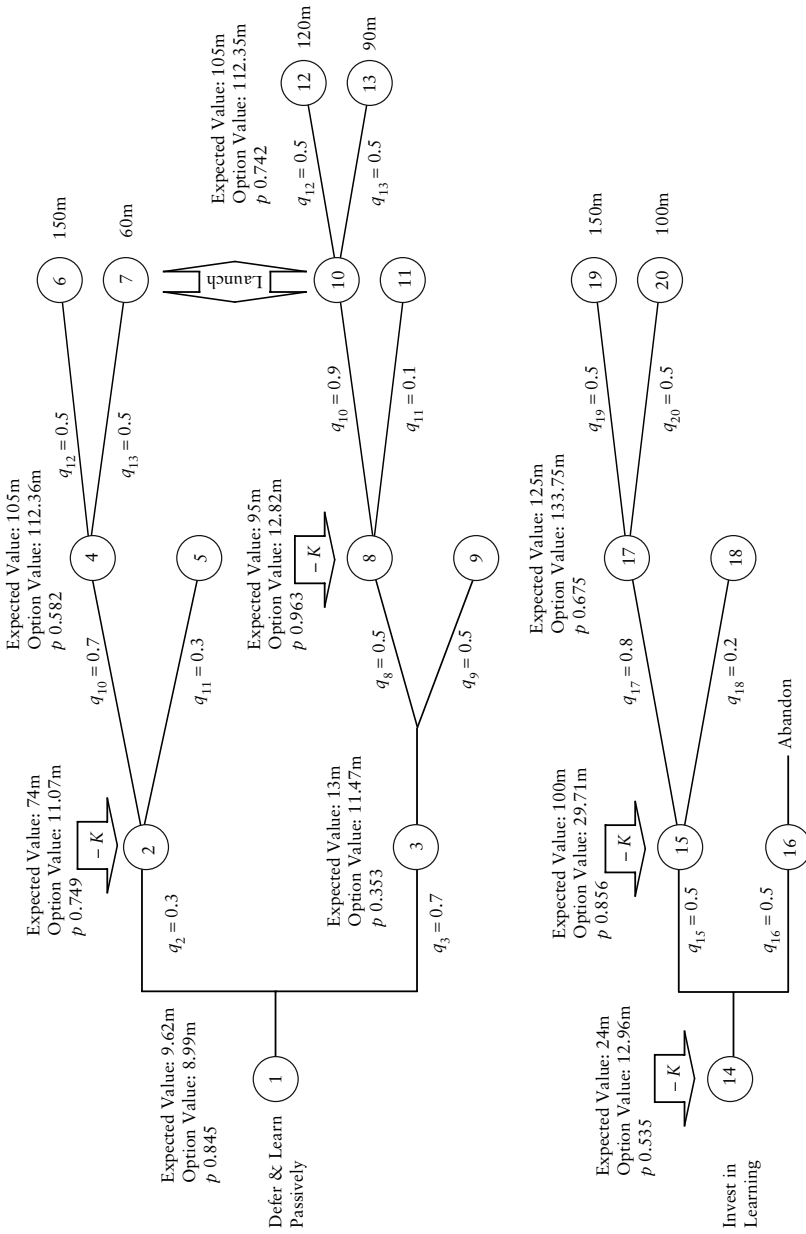 Defer & Learn
Passively
Expected Value: 9.62m
Option Value: 8.99m
p 0.845
1
q2 = 0.3
q3 = 0.7
Expected Value: 74m
Option Value: 11.07m
p 0.749
– K
2
q10 = 0.7
q11 = 0.3
Expected Value: 105m
Option Value: 112.36m
p 0.582
4
5
q12 = 0.5
q13 = 0.5
6
150m
7
60m
Launch
Expected Value: 13m
Option Value: 11.47m
p 0.353
3
q8 = 0.5
q9 = 0.5
Expected Value: 95m
Option Value: 12.82m
p 0.963
– K
8
9
q10 = 0.9
q11 = 0.1
10
11
Expected Value: 105m
Option Value: 112.35m
p 0.742
q12 = 0.5
q13 = 0.5
12
120m
13
90m
Invest in
Learning
Expected Value: 24m
Option Value: 12.96m
p 0.535
– K
14
q15 = 0.5
q16 = 0.5
Expected Value: 100m
Option Value: 29.71m
p 0.856
– K
15
16
Abandon
q17 = 0.8
q18 = 0.2
Expected Value: 125m
Option Value: 133.75m
p 0.675
17
18
q19 = 0.5
q20 = 0.5
19
150m
20
100m